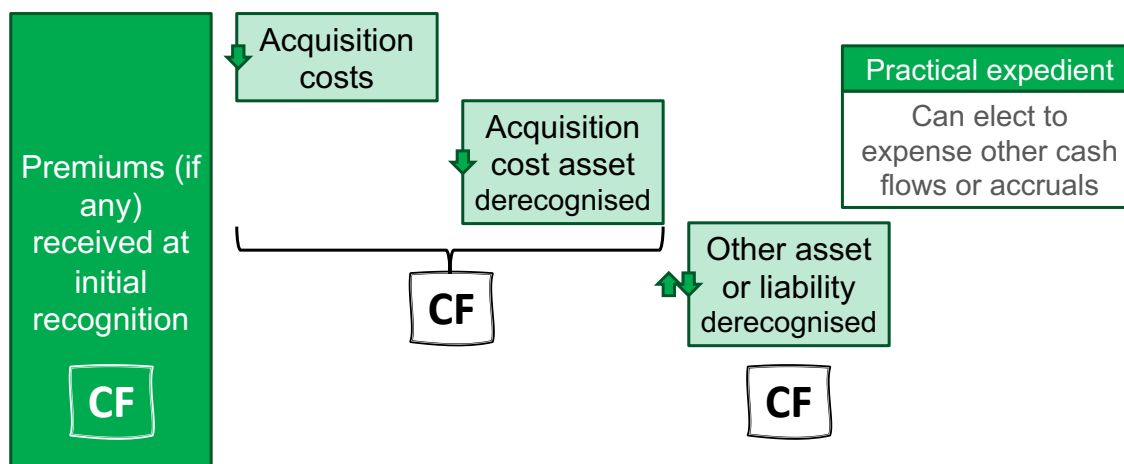 Premiums (if
any)
received at
initial
recognition
CF
Acquisition
costs
Acquisition
cost asset
derecognised
CF
Other asset
or liability
derecognised
CF
Practical expedient
Can elect to
expense other cash
flows or accruals